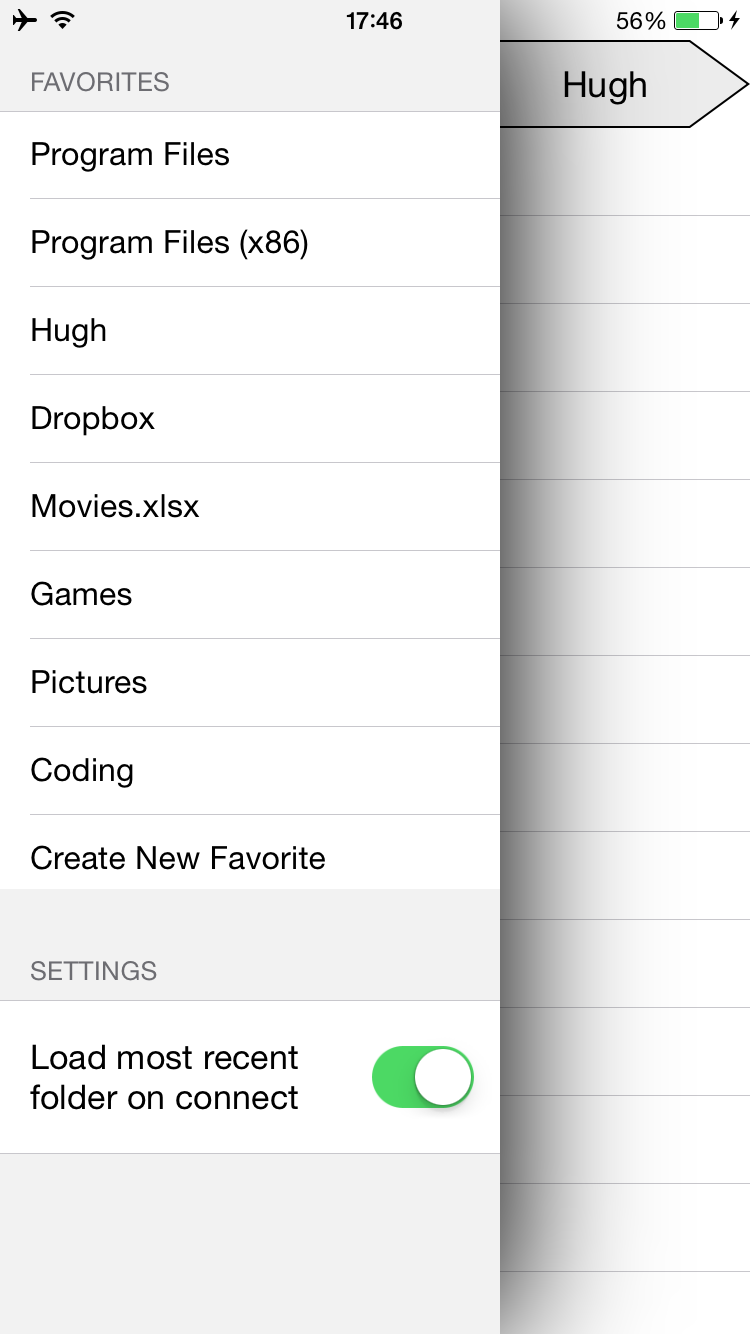 17:46
56%
FAVORITES
Hugh
Program Files
Program Files (x86)
Hugh
Dropbox
Movies.xlsx
Games
Pictures
Coding
Create New Favorite
SETTINGS
Load most recent
folder on connect